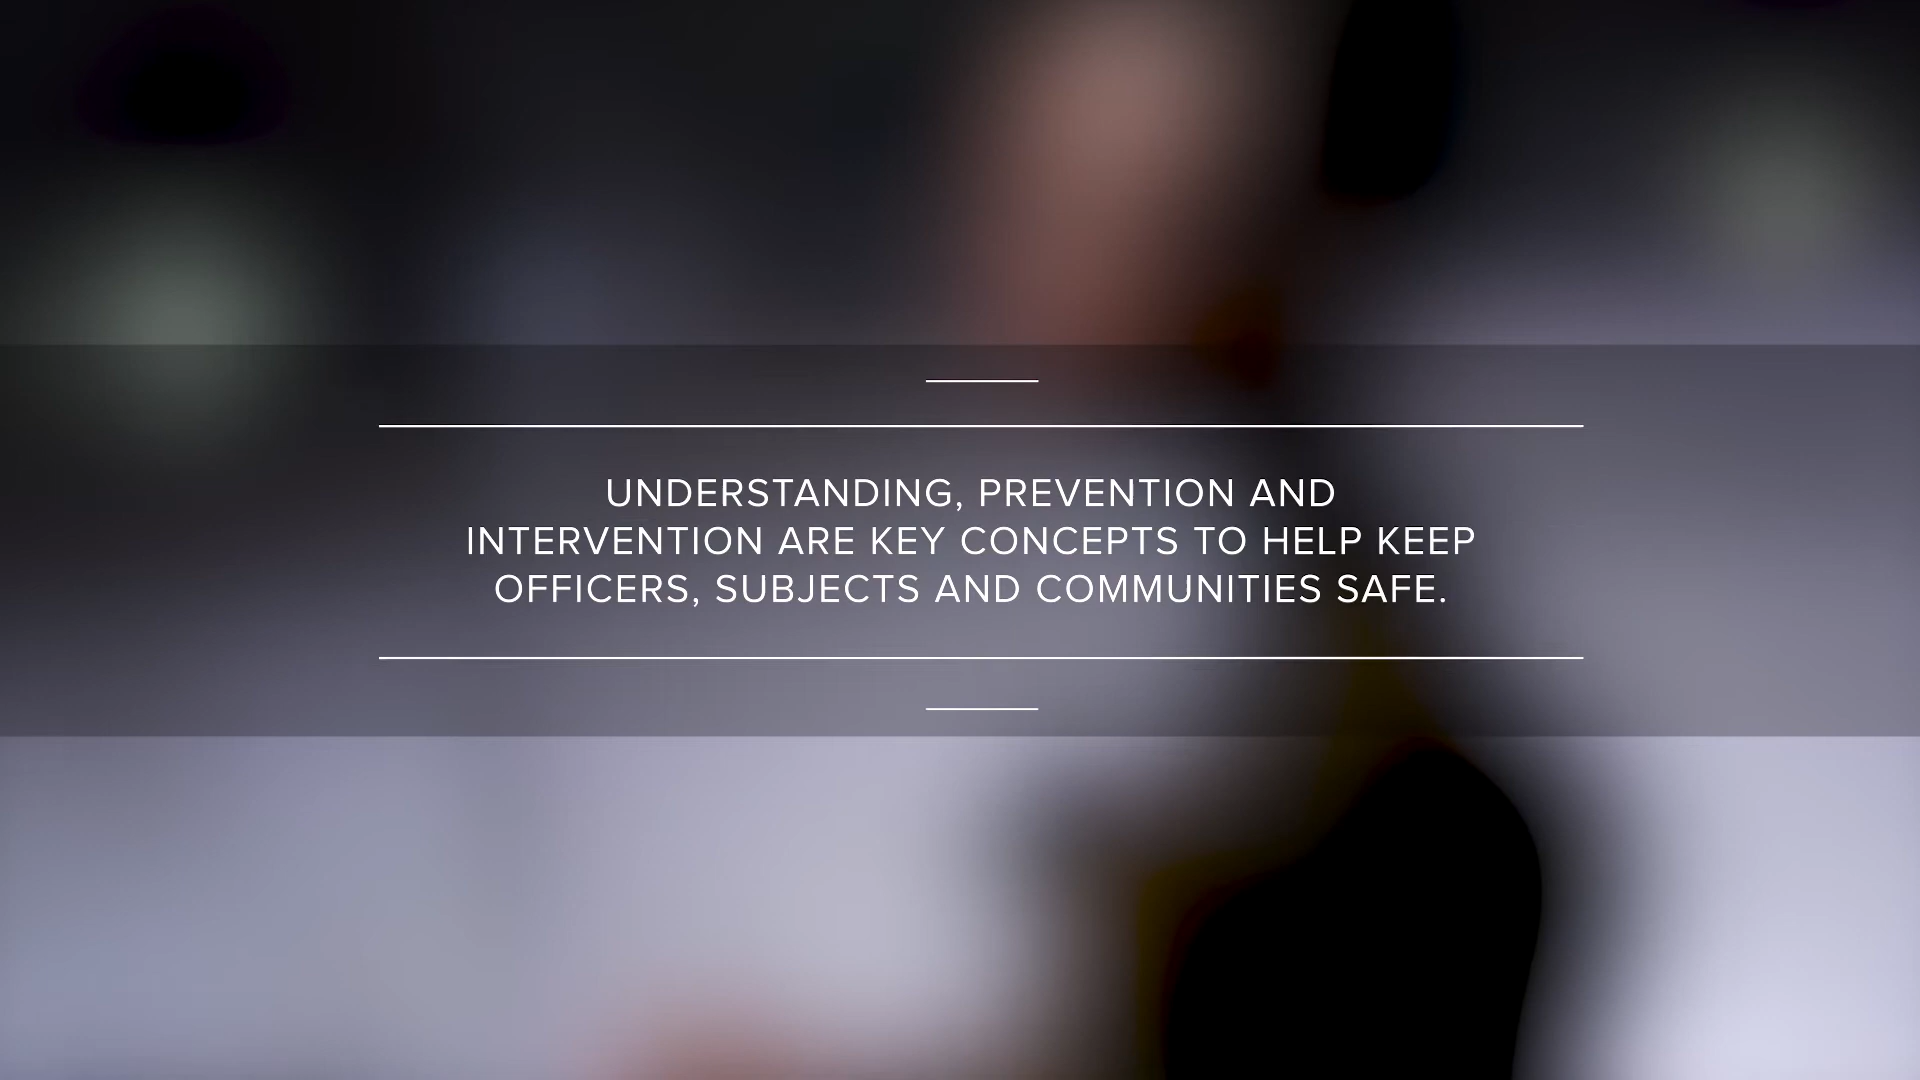 UNDERSTANDING, PREVENTION AND
INTERVENTION ARE KEY CONCEPTS TO HELP KEEP
OFFICERS, SUBJECTS AND COMMUNITIES SAFE.